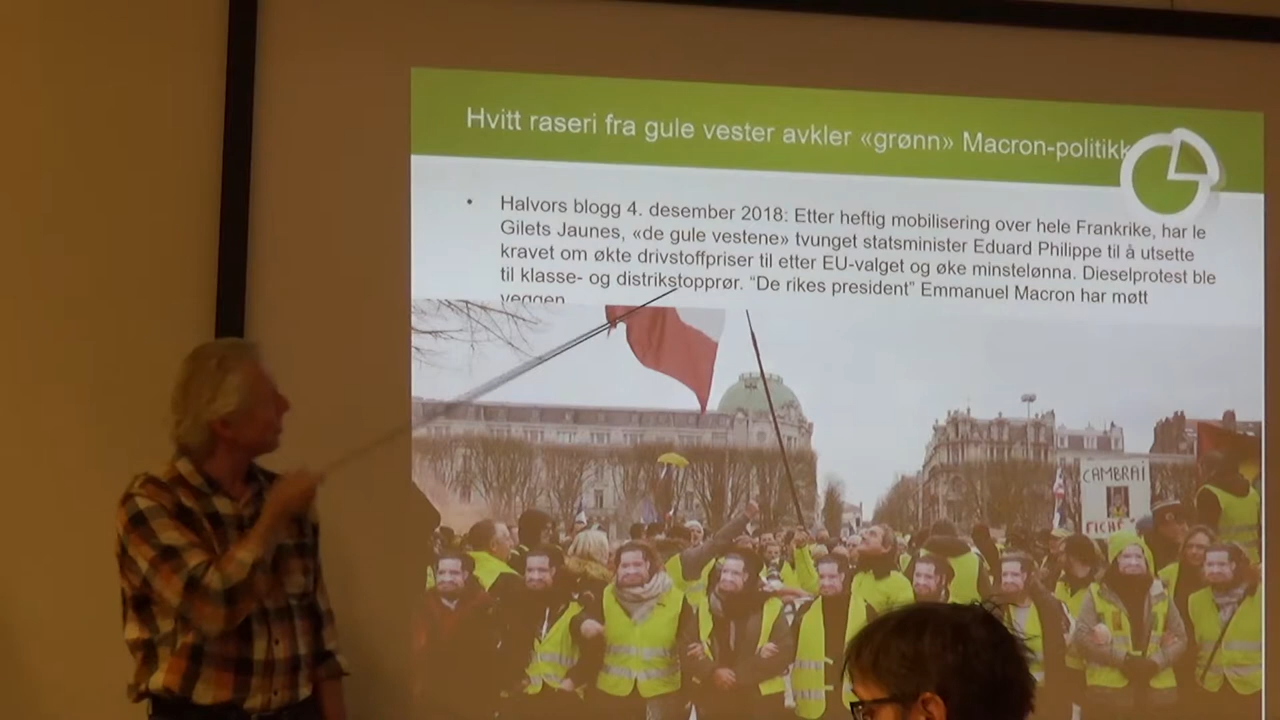 Hvitt raseri fra gule vester avkler «grønn» Macron-politikk
• Halvors blogg 4. desember 2018: Etter heftig mobilisering over hele Frankrike, har le
Gilets Jaunes, «de gule vestene» tvunget statsminister Eduard Philippe til å utsette
kravet om økte drivstoffpriser til etter EU-valget og øke minstelønna. Dieselprotest ble
til klasse- og distriktstopprør. “De rikes president” Emmanuel Macron har møtt
veggen.
CAMBRAI
FICHÉ